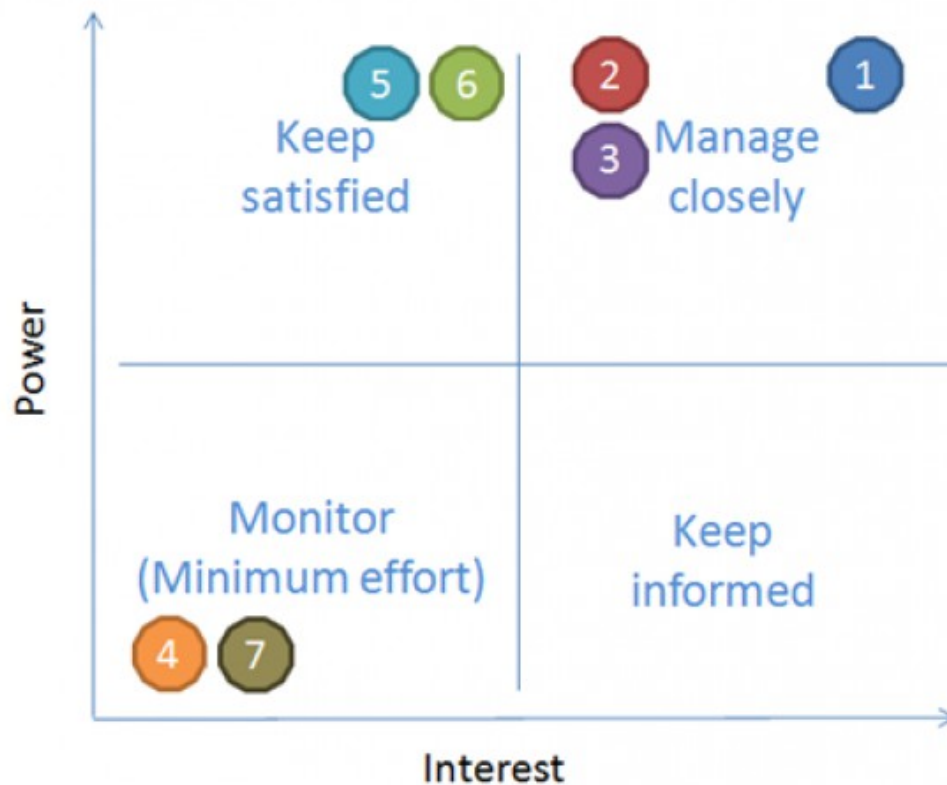 5
6
2
1
Keep
satisfied
3
Manage
closely
Power
Monitor
(Minimum effort)
Keep
informed
4
7
Interest